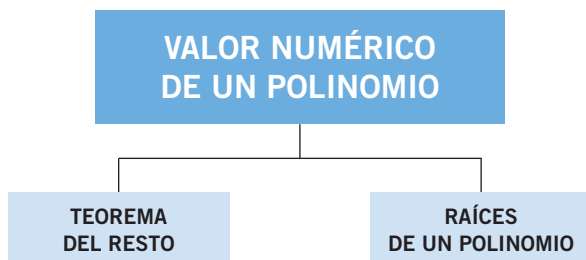 VALOR NUMÉRICO
DE UN POLINOMIO
TEOREMA
DEL RESTO
RAÍCES
DE UN POLINOMIO